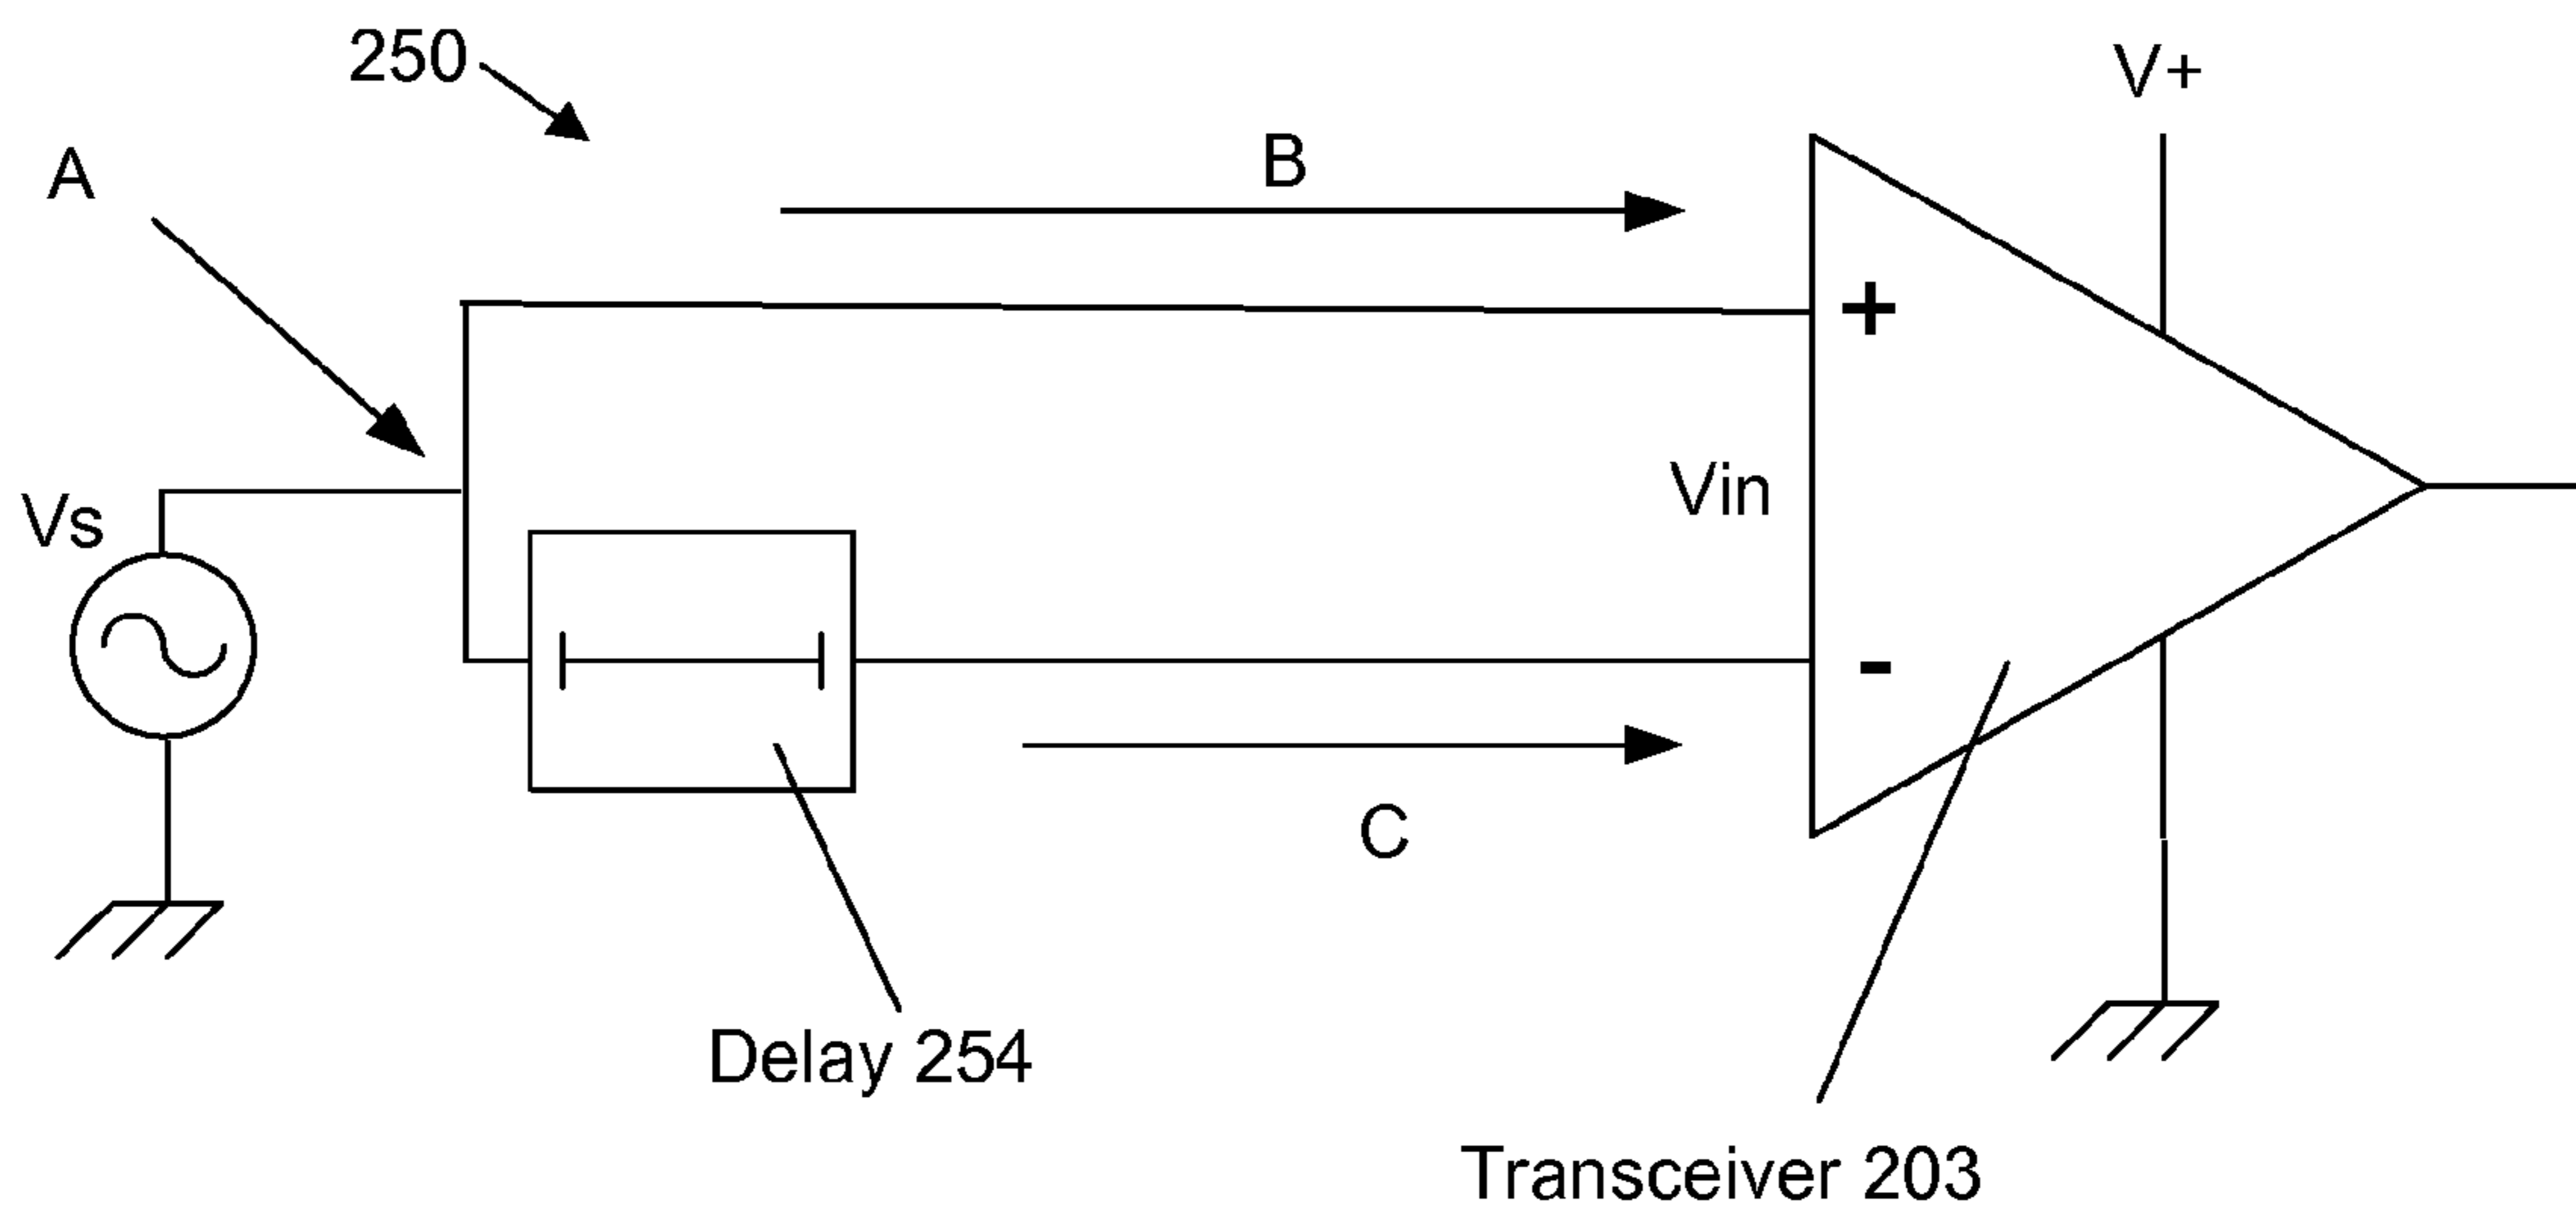 250
V+
A
B
+
Vs
Vin
-
C
Delay 254
Transceiver 203